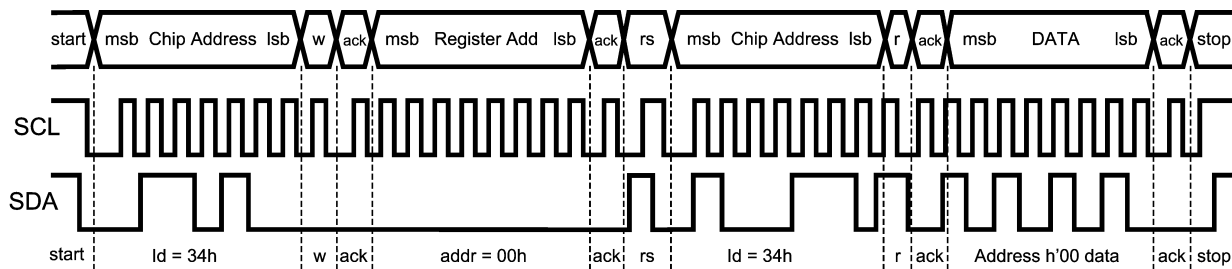 start msb Chip Address lsb w ack msb Register Add lsb ack rs msb Chip Address lsb r ack msb DATA lsb ack stop
SCL
SDA
start Id = 34h w ack addr = 00h ack rs Id = 34h r ack Address h'00 data ack stop